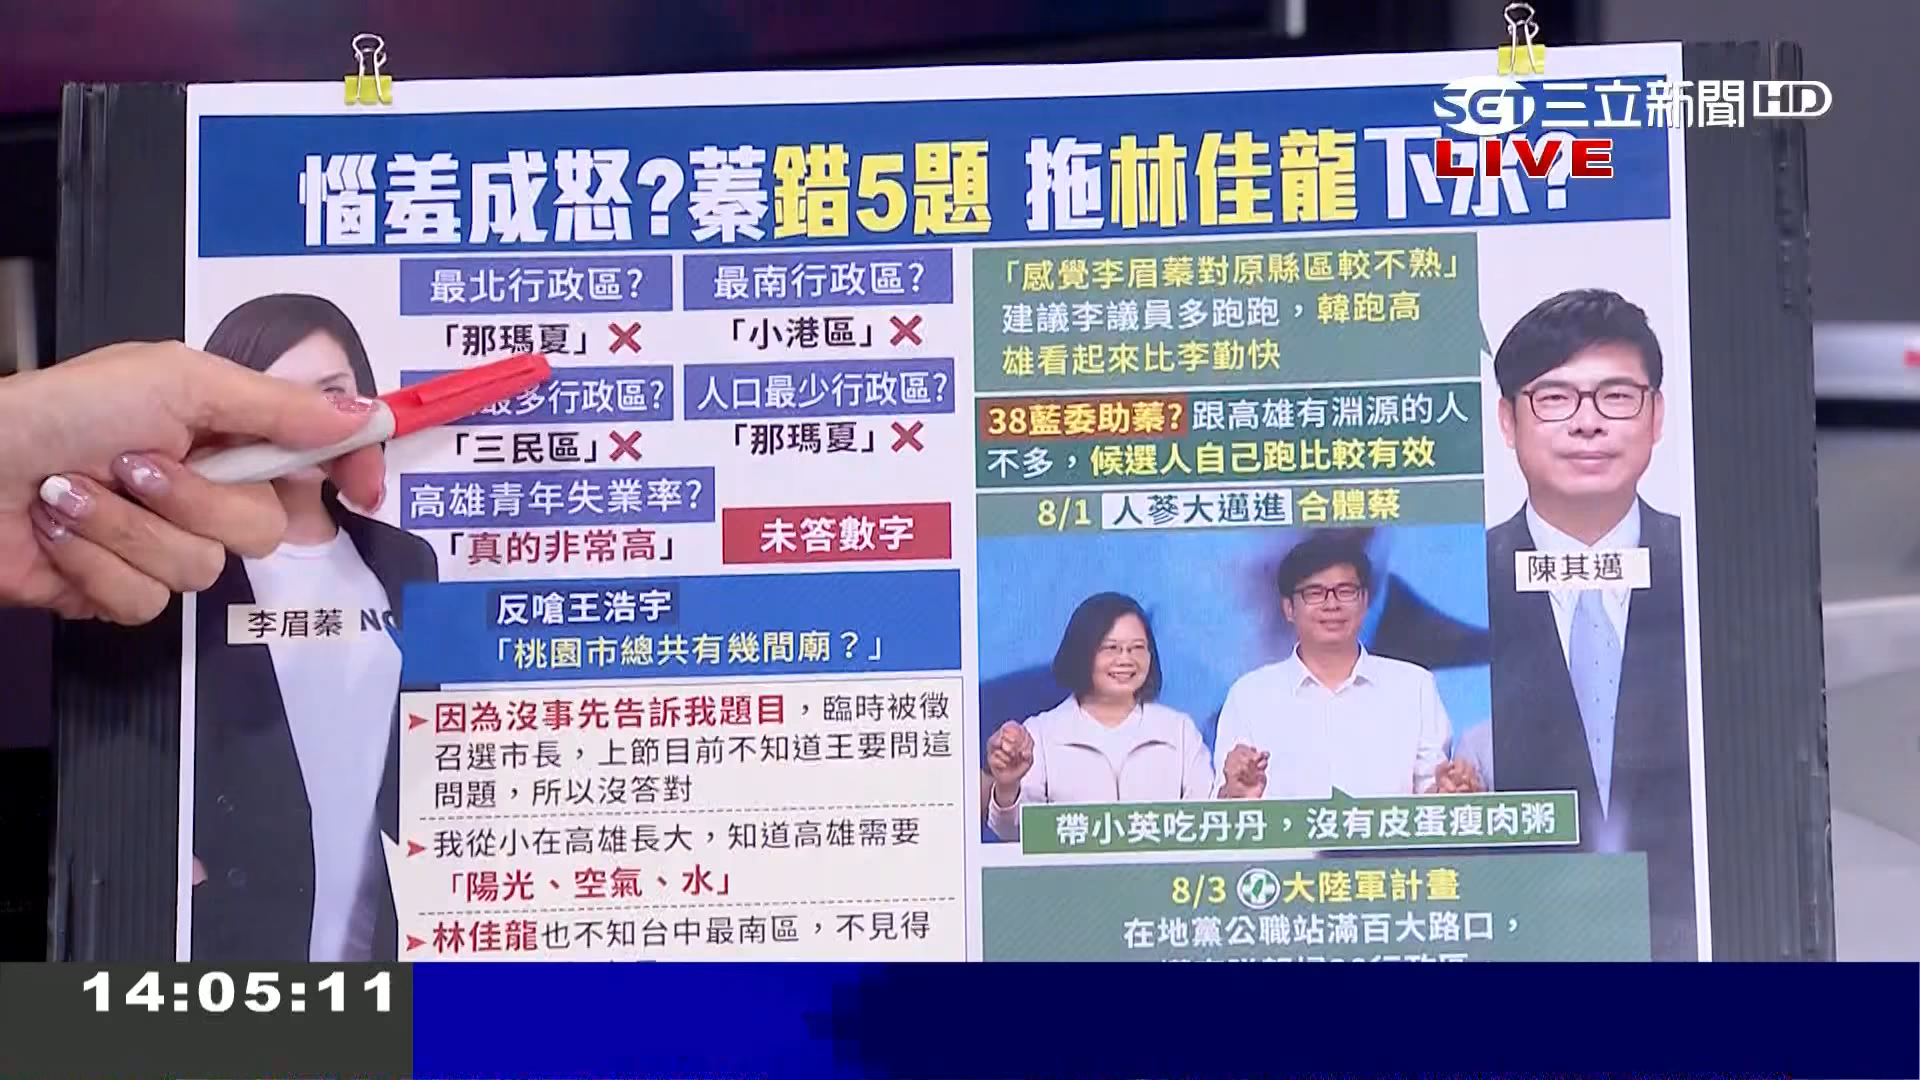 SET三立新聞HD
LIVE
惱羞成怒?蓁錯5題 拖林佳龍下水?
最北行政區?
「那瑪夏」✕
最南行政區?
「小港區」✕
最多行政區?
「三民區」✕
人口最少行政區?
「那瑪夏」✕
高雄青年失業率?
「真的非常高」
未答數字
李眉蓁
反嗆王浩宇
「桃園市總共有幾間廟？」
因為沒事先告訴我題目，臨時被徵
召選市長，上節目前不知道王要問這
問題，所以沒答對
我從小在高雄長大，知道高雄需要
「陽光、空氣、水」
林佳龍也不知台中最南區，不見得
「感覺李眉蓁對原縣區較不熟」
建議李議員多跑跑，韓跑高
雄看起來比李勤快
38藍委助蓁?跟高雄有淵源的人
不多，候選人自己跑比較有效
8/1 人蔘大邁進 合體蔡
陳其邁
帶小英吃丹丹，沒有皮蛋瘦肉粥
8/3 大陸軍計畫
在地黨公職站滿百大路口，
14:05:11